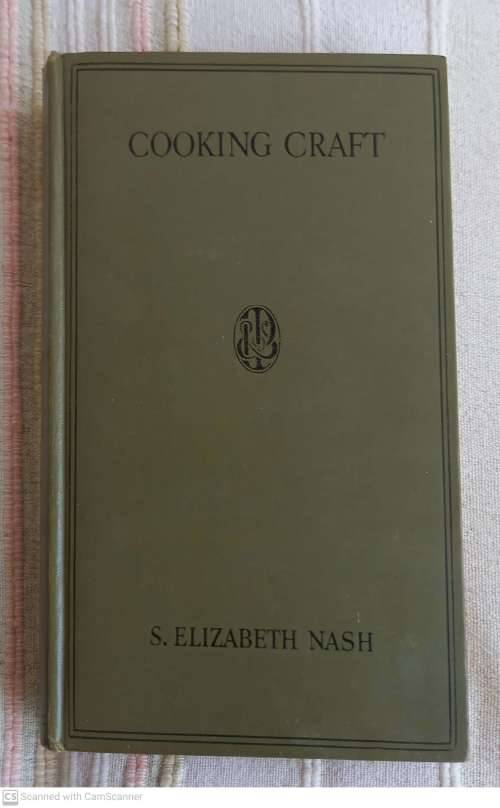 COOKING CRAFT
S. ELIZABETH NASH
CS Scanned with CamScanner